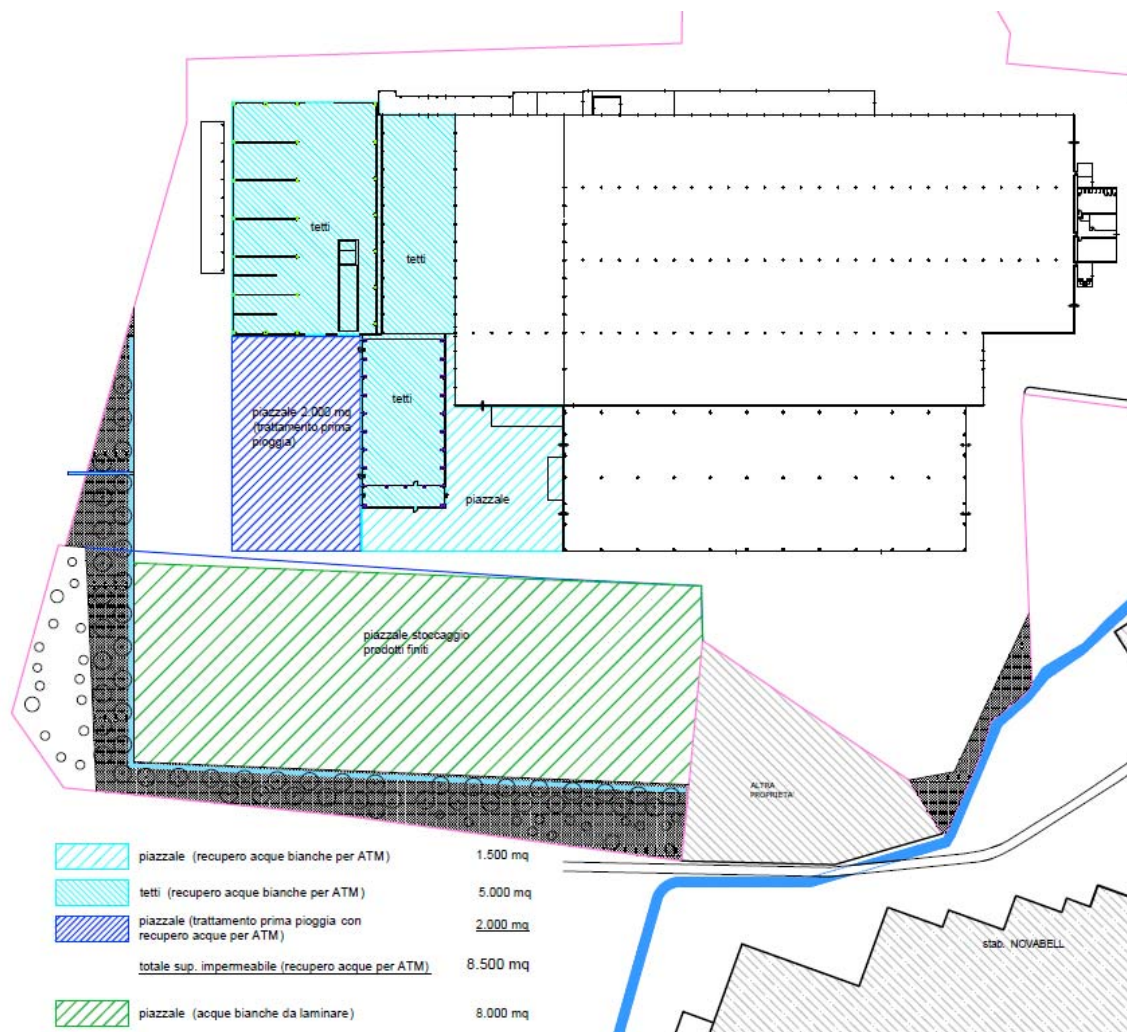 tetti
tetti
tetti
piazzale 2.000 mq
(trattamento prima
pioggia)
piazzale
piazzale stoccaggio
prodotti finiti
ALTRA
PROPRIETA'
stab. NOVABELL
piazzale (recupero acque bianche per ATM) 1.500 mq
tetti (recupero acque bianche per ATM) 5.000 mq
piazzale (trattamento prima pioggia con
recupero acque per ATM) 2.000 mq
totale sup. impermeabile (recupero acque per ATM) 8.500 mq
piazzale (acque bianche da laminare) 8.000 mq